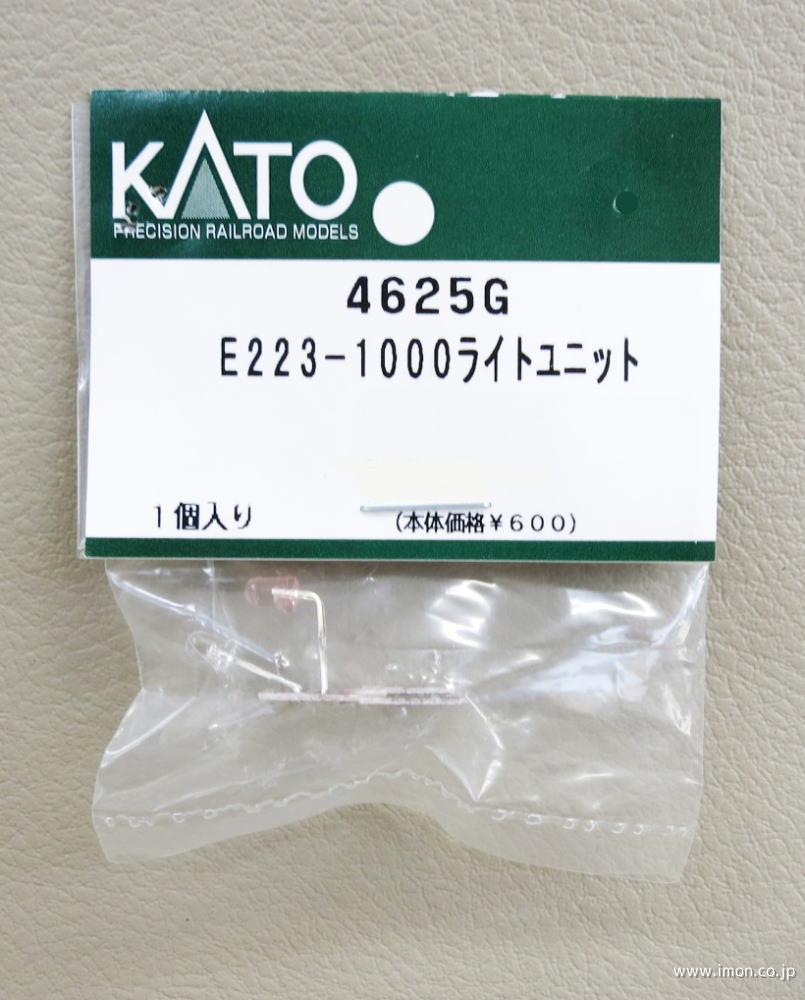 KATO
PRECISION RAILROAD MODELS
4625G
E223-1000ライトユニット
1個入り
(本体価格¥600)
www.imon.co.jp